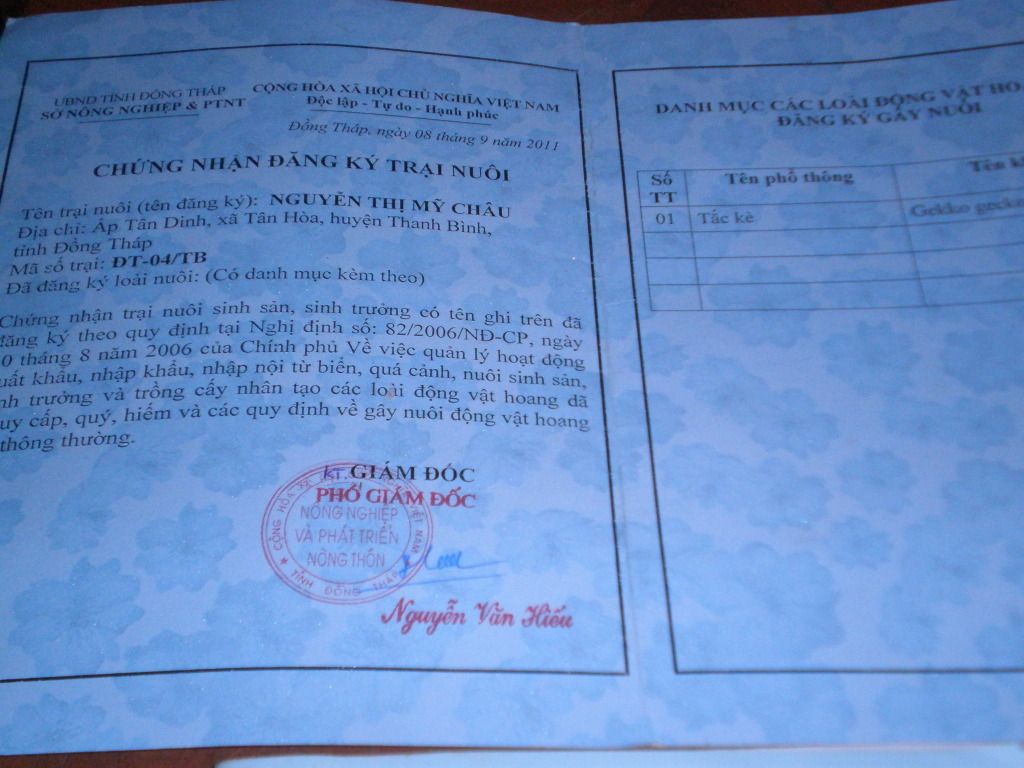 UBND TỈNH ĐỒNG THÁP
SỞ NÔNG NGHIỆP & PTNT
CỘNG HÒA XÃ HỘI CHỦ NGHĨA VIỆT NAM
Độc lập - Tự do - Hạnh phúc
Đồng Tháp, ngày 08 tháng 9 năm 2011
CHỨNG NHẬN ĐĂNG KÝ TRẠI NUÔI
Tên trại nuôi (tên đăng ký): NGUYỄN THỊ MỸ CHÂU
Địa chỉ: Ấp Tân Dinh, xã Tân Hòa, huyện Thanh Bình,
tỉnh Đồng Tháp
Mã số trại: ĐT-04/TB
Đã đăng ký loài nuôi: (Có danh mục kèm theo)
Chứng nhận trại nuôi sinh sản, sinh trưởng có tên ghi trên đã
đăng ký theo quy định tại Nghị định số: 82/2006/NĐ-CP, ngày
0 tháng 8 năm 2006 của Chính phủ Về việc quản lý hoạt động
uất khẩu, nhập khẩu, nhập nội từ biển, quá cảnh, nuôi sinh sản,
nh trưởng và trồng cấy nhân tạo các loài động vật hoang dã
uy cấp, quý, hiếm và các quy định về gây nuôi động vật hoang
thông thường.
KT. GIÁM ĐÓC
PHÓ GIÁM ĐỐC
NÔNG NGHIỆP
VÀ PHÁT TRIỂN
NÔNG THÔN
TỈNH ĐỒNG THÁP
Nguyễn Văn Hiếu
DANH MỤC CÁC LOÀI ĐỘNG VẬT HO
ĐĂNG KÝ GÂY NUÔI
Số TT
Tên phổ thông
Tên k
01
Tắc kè
Gekko gecko